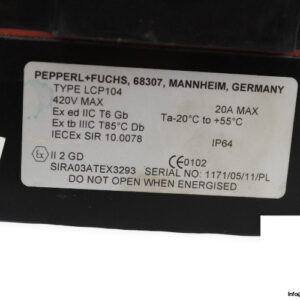 PEPPERL+FUCHS, 68307, MANNHEIM, GERMANY
TYPE LCP104
420V MAX 20A MAX
Ex ed IIC T6 Gb Ta-20°C to +55°C
Ex tb IIIC T85°C Db
IECEx SIR 10.0078 IP64
Ex II 2 GD CE0102
SIRA03ATEX3293 SERIAL NO: 1171/05/11/PL
DO NOT OPEN WHEN ENERGISED